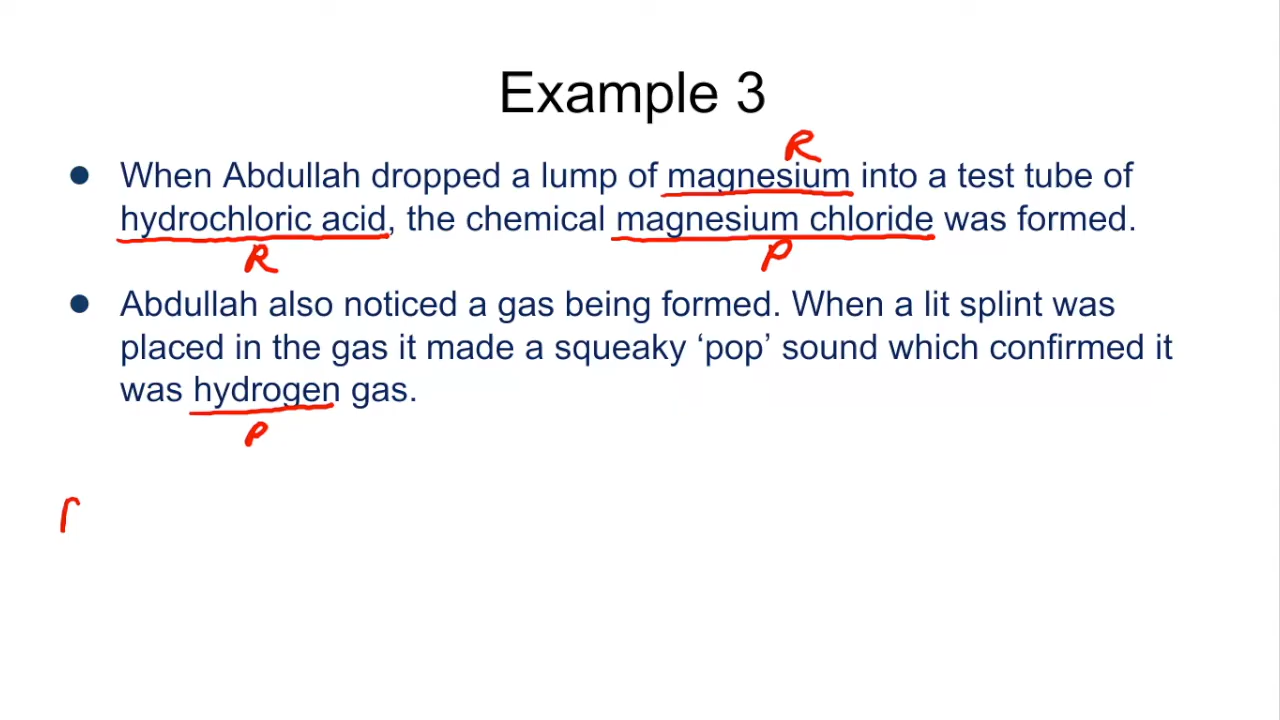 Example 3
R
● When Abdullah dropped a lump of magnesium into a test tube of
hydrochloric acid, the chemical magnesium chloride was formed.
R P
● Abdullah also noticed a gas being formed. When a lit splint was
placed in the gas it made a squeaky ‘pop’ sound which confirmed it
was hydrogen gas.
P